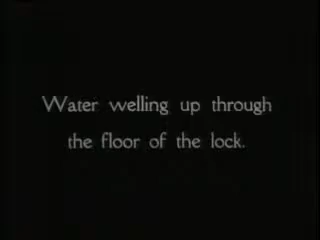 Water welling up through
the floor of the lock.